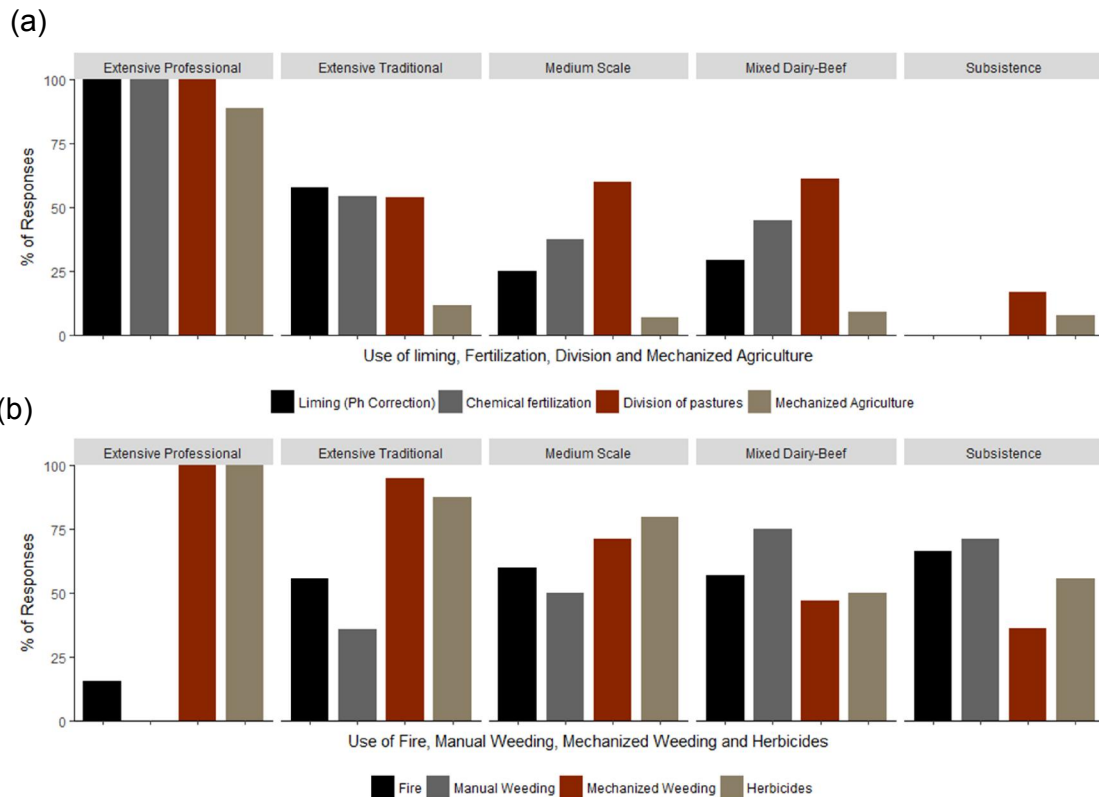 (a)
Extensive Professional Extensive Traditional Medium Scale Mixed Dairy-Beef Subsistence
100
75
50
25
0
% of Responses
Use of liming, Fertilization, Division and Mechanized Agriculture
Liming (Ph Correction) Chemical fertilization Division of pastures Mechanized Agriculture
(b)
Extensive Professional Extensive Traditional Medium Scale Mixed Dairy-Beef Subsistence
100
75
50
25
0
% of Responses
Use of Fire, Manual Weeding, Mechanized Weeding and Herbicides
Fire Manual Weeding Mechanized Weeding Herbicides